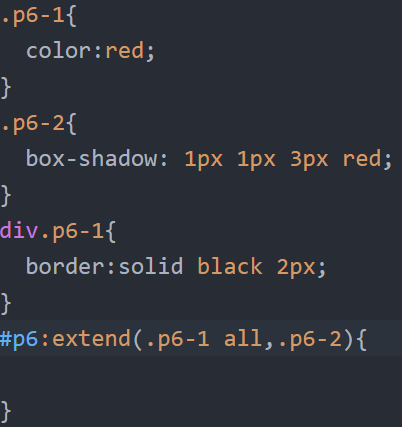 .p6-1{
  color:red;
}
.p6-2{
  box-shadow: 1px 1px 3px red;
}
div.p6-1{
  border:solid black 2px;
}
#p6:extend(.p6-1 all,.p6-2){
}